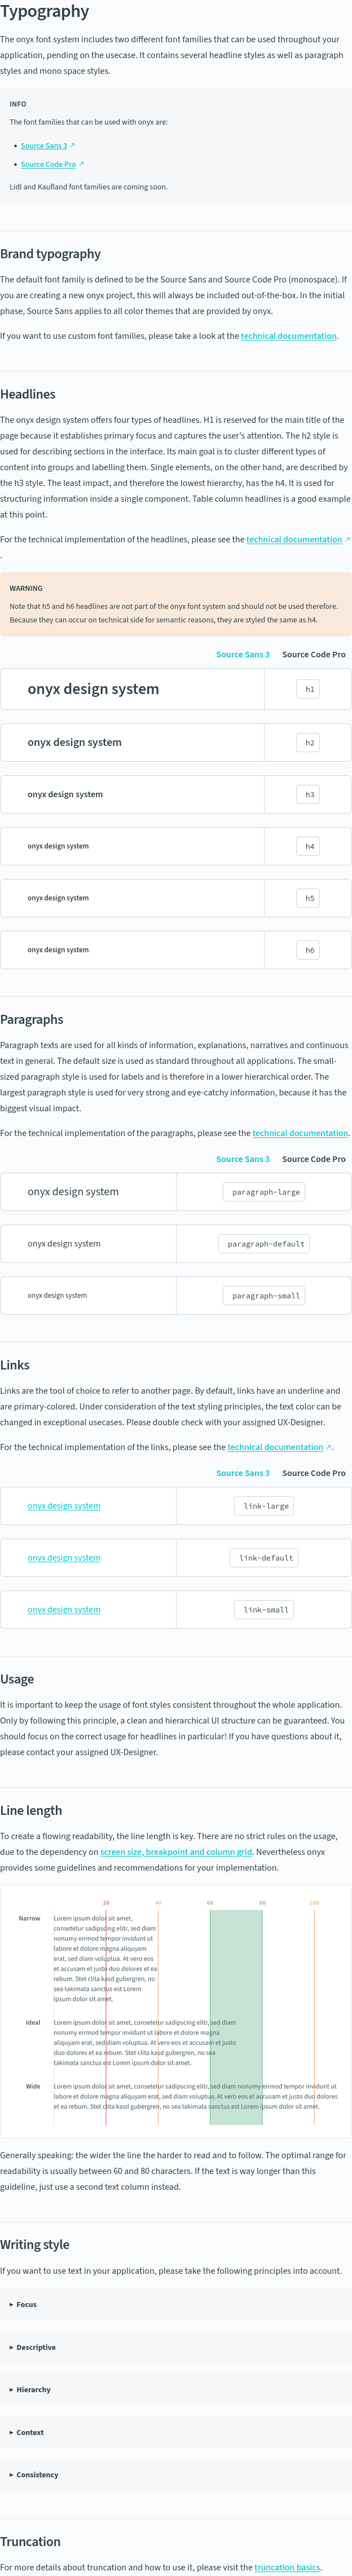 Typography
The onyx font system includes two different font families that can be used throughout your
application, pending on the usecase. It contains several headline styles as well as paragraph
styles and mono space styles.
INFO
The font families that can be used with onyx are:
• Source Sans 3 ↗
• Source Code Pro ↗
Lidl and Kaufland font families are coming soon.
Brand typography
The default font family is defined to be the Source Sans and Source Code Pro (monospace). If
you are creating a new onyx project, this will always be included out-of-the-box. In the initial
phase, Source Sans applies to all color themes that are provided by onyx.
If you want to use custom font families, please take a look at the technical documentation.
Headlines
The onyx design system offers four types of headlines. H1 is reserved for the main title of the
page because it establishes primary focus and captures the user's attention. The h2 style is
used for describing sections in the interface. Its main goal is to cluster different types of
content into groups and labelling them. Single elements, on the other hand, are described by
the h3 style. The least impact, and therefore the lowest hierarchy, has the h4. It is used for
structuring information inside a single component. Table column headlines is a good example
at this point.
For the technical implementation of the headlines, please see the technical documentation ↗
.
WARNING
Note that h5 and h6 headlines are not part of the onyx font system and should not be used therefore.
Because they can occur on technical side for semantic reasons, they are styled the same as h4.
Source Sans 3 Source Code Pro
onyx design system h1
onyx design system h2
onyx design system h3
onyx design system h4
onyx design system h5
onyx design system h6
Paragraphs
Paragraph texts are used for all kinds of information, explanations, narratives and continuous
text in general. The default size is used as standard throughout all applications. The small-
sized paragraph style is used for labels and is therefore in a lower hierarchical order. The
largest paragraph style is used for very strong and eye-catchy information, because it has the
biggest visual impact.
For the technical implementation of the paragraphs, please see the technical documentation.
Source Sans 3 Source Code Pro
onyx design system paragraph-large
onyx design system paragraph-default
onyx design system paragraph-small
Links
Links are the tool of choice to refer to another page. By default, links have an underline and
are primary-colored. Under consideration of the text styling principles, the text color can be
changed in exceptional usecases. Please double check with your assigned UX-Designer.
For the technical implementation of the links, please see the technical documentation ↗.
Source Sans 3 Source Code Pro
onyx design system link-large
onyx design system link-default
onyx design system link-small
Usage
It is important to keep the usage of font styles consistent throughout the whole application.
Only by following this principle, a clean and hierarchical UI structure can be guaranteed. You
should focus on the correct usage for headlines in particular! If you have questions about it,
please contact your assigned UX-Designer.
Line length
To create a flowing readability, the line length is key. There are no strict rules on the usage,
due to the dependency on screen size, breakpoint and column grid. Nevertheless onyx
provides some guidelines and recommendations for your implementation.
20 40 60 80 100
Narrow Lorem ipsum dolor sit amet,
consetetur sadipscing elitr, sed diam
nonumy eirmod tempor invidunt ut
labore et dolore magna aliquyam
erat, sed diam voluptua. At vero eos
et accusam et justo duo dolores et ea
rebum. Stet clita kasd gubergren, no
sea takimata sanctus est Lorem
ipsum dolor sit amet.
Ideal Lorem ipsum dolor sit amet, consetetur sadipscing elitr, sed diam
nonumy eirmod tempor invidunt ut labore et dolore magna
aliquyam erat, sed diam voluptua. At vero eos et accusam et justo
duo dolores et ea rebum. Stet clita kasd gubergren, no sea
takimata sanctus est Lorem ipsum dolor sit amet.
Wide Lorem ipsum dolor sit amet, consetetur sadipscing elitr, sed diam nonumy eirmod tempor invidunt ut
labore et dolore magna aliquyam erat, sed diam voluptua. At vero eos et accusam et justo duo dolores
et ea rebum. Stet clita kasd gubergren, no sea takimata sanctus est Lorem ipsum dolor sit amet.
Generally speaking: the wider the line the harder to read and to follow. The optimal range for
readability is usually between 60 and 80 characters. If the text is way longer than this
guideline, just use a second text column instead.
Writing style
If you want to use text in your application, please take the following principles into account.
▸ Focus
▸ Descriptive
▸ Hierarchy
▸ Context
▸ Consistency
Truncation
For more details about truncation and how to use it, please visit the truncation basics.